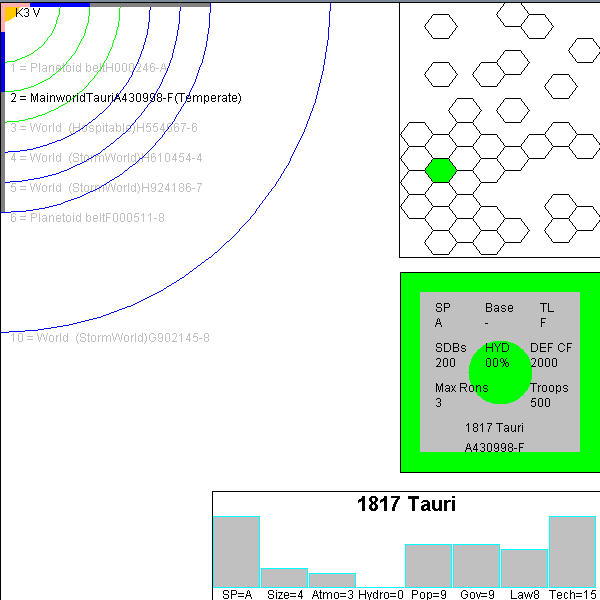 K3 V
1 = Planetoid beltH000246-A
2 = MainworldTauriA430998-F(Temperate)
3 = World  (Hospitable)H554667-6
4 = World  (StormWorld)H610454-4
5 = World  (StormWorld)H924186-7
6 = Planetoid beltF000511-8
10 = World  (StormWorld)G902145-8
SP Base TL
A - F
SDBs HYD DEF CF
200 00% 2000
Max Rons Troops
3 500
1817 Tauri
A430998-F
1817 Tauri
SP=A Size=4 Atmo=3 Hydro=0 Pop=9 Gov=9 Law8 Tech=15